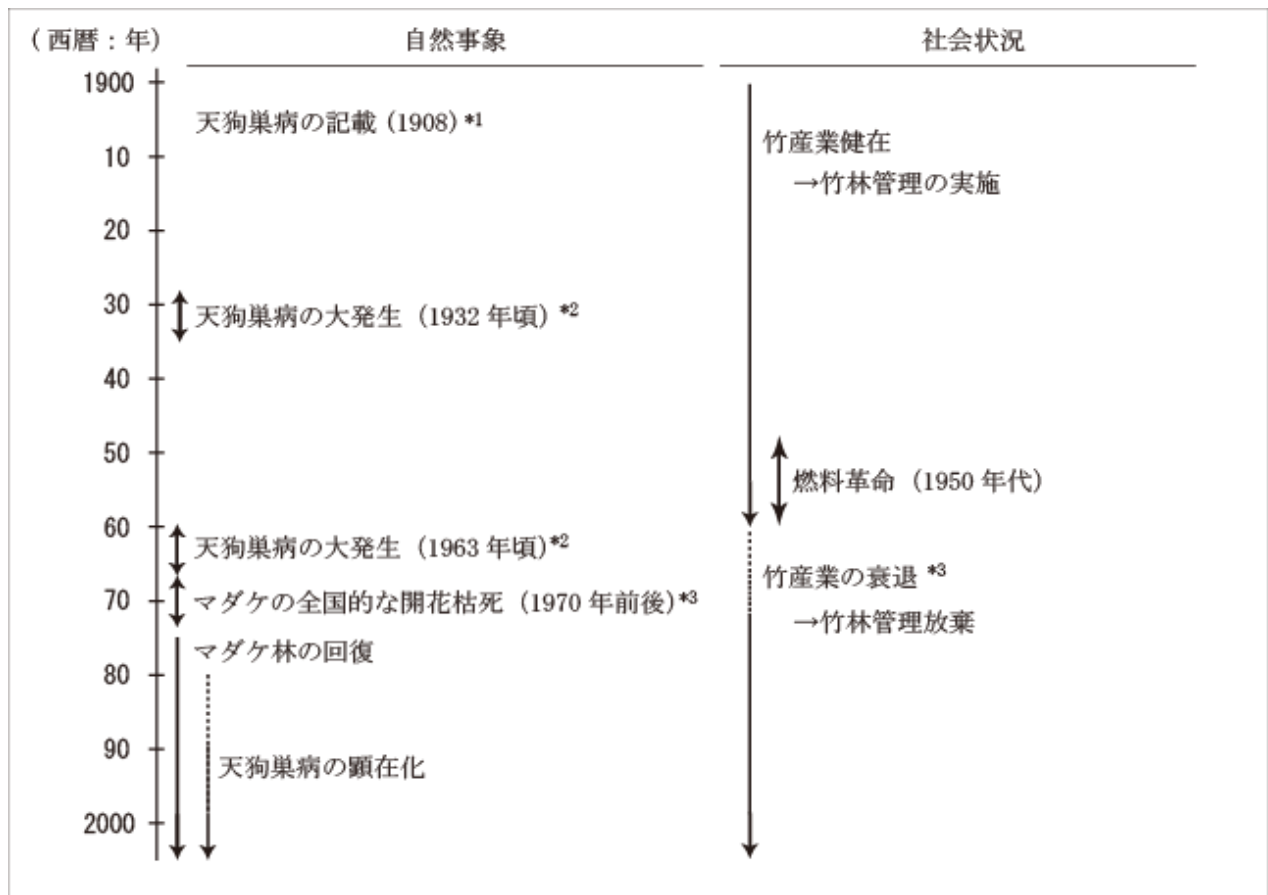 (西暦：年)
自然事象
社会状況
1900
天狗巣病の記載 (1908) *1
10
竹産業健在
→竹林管理の実施
20
30
天狗巣病の大発生（1932 年頃）*2
40
50
燃料革命（1950 年代）
60
天狗巣病の大発生（1963 年頃）*2
竹産業の衰退 *3
70
マダケの全国的な開花枯死（1970 年前後）*3
→竹林管理放棄
マダケ林の回復
80
90
天狗巣病の顕在化
2000